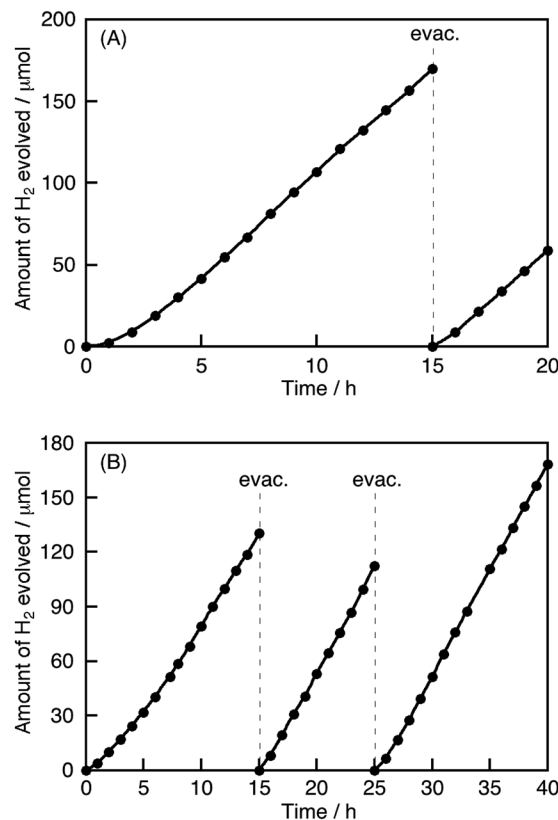 (A)
evac.
200
150
100
50
0
Amount of H₂ evolved / μmol
0 5 10 15 20
Time / h
(B)
evac. evac.
180
150
120
90
60
30
0
Amount of H₂ evolved / μmol
0 5 10 15 20 25 30 35 40
Time / h